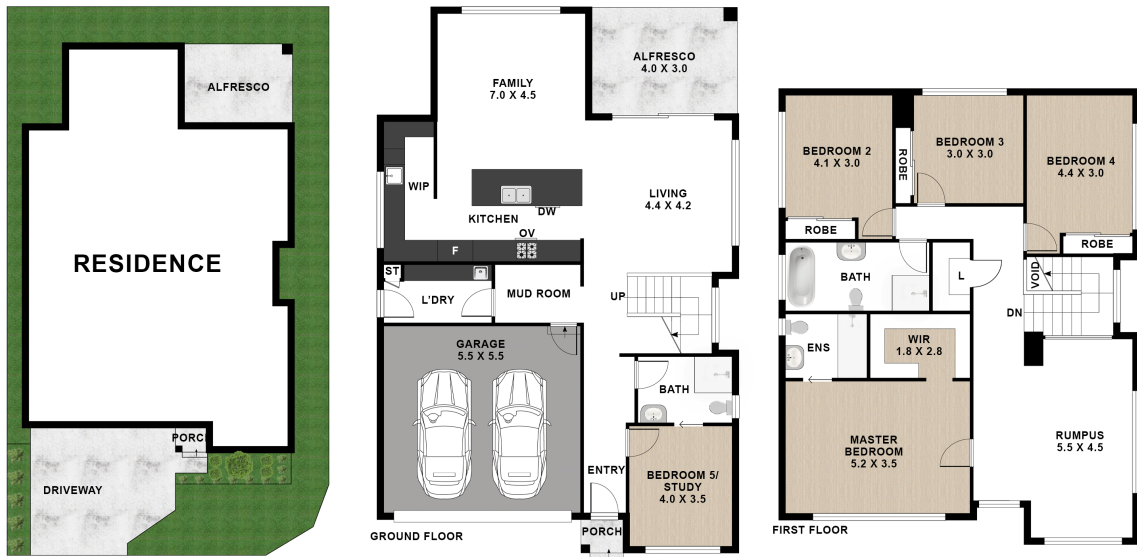 ALFRESCO
RESIDENCE
PORCH
DRIVEWAY
FAMILY
7.0 X 4.5
ALFRESCO
4.0 X 3.0
WIP
KITCHEN
DW
OV
F
LIVING
4.4 X 4.2
ST
L'DRY
MUD ROOM
UP
GARAGE
5.5 X 5.5
BATH
ENTRY
BEDROOM 5/
STUDY
4.0 X 3.5
PORCH
GROUND FLOOR
BEDROOM 2
4.1 X 3.0
ROBE
ROBE
BEDROOM 3
3.0 X 3.0
BEDROOM 4
4.4 X 3.0
ROBE
BATH
L
VOID
DN
ENS
WIR
1.8 X 2.8
MASTER
BEDROOM
5.2 X 3.5
RUMPUS
5.5 X 4.5
FIRST FLOOR